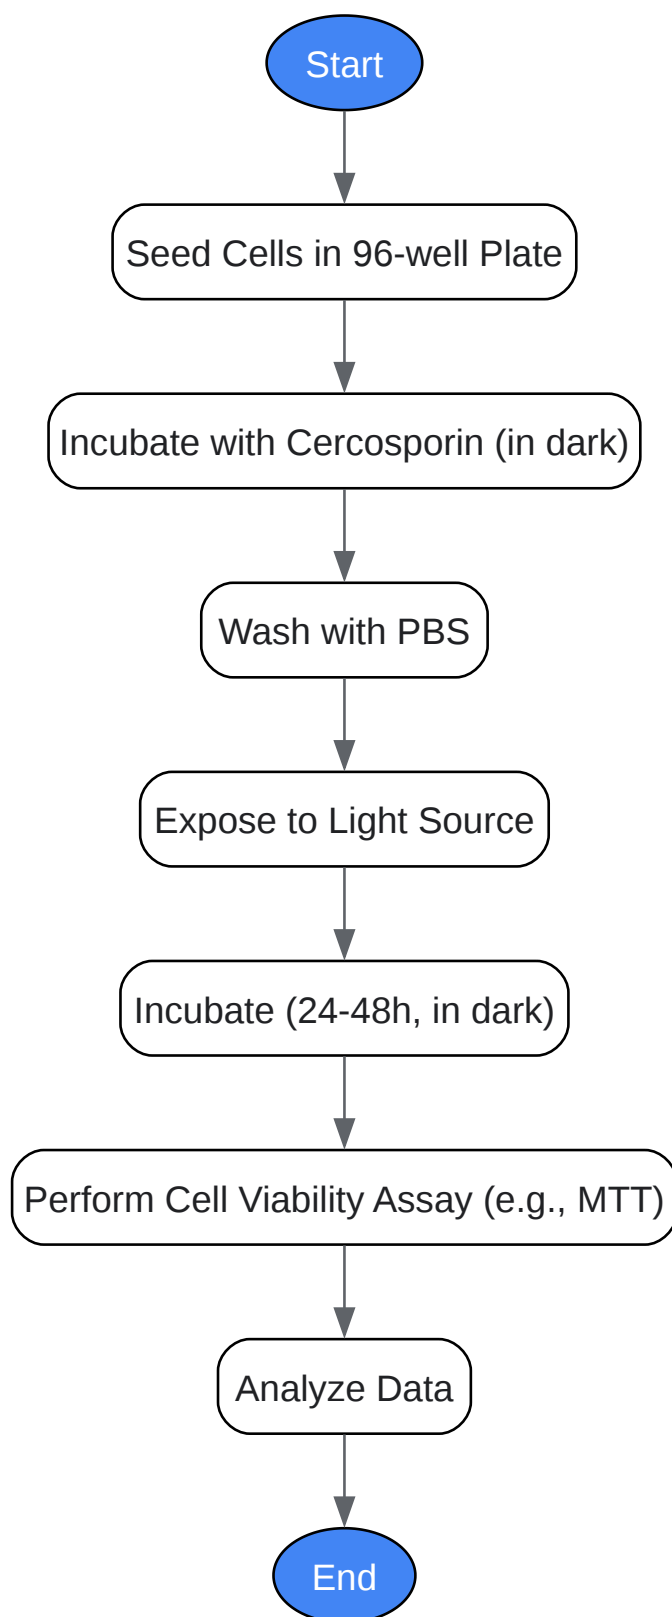 Start
Seed Cells in 96-well Plate
Incubate with Cercosporin (in dark)
Wash with PBS
Expose to Light Source
Incubate (24-48h, in dark)
Perform Cell Viability Assay (e.g., MTT)
Analyze Data
End